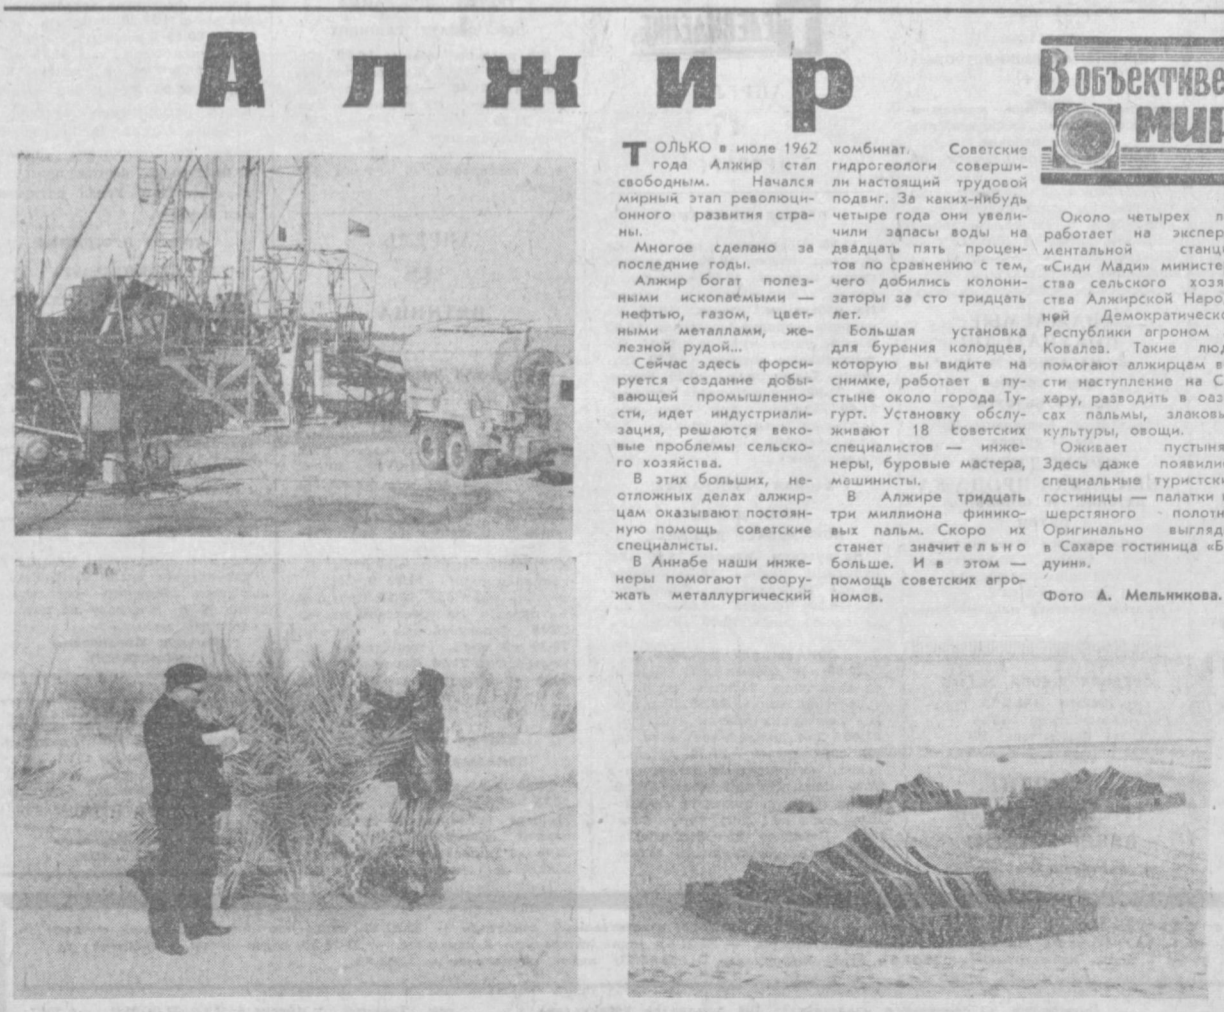 Алжир
В ОБЪЕКТИВЕ
МИР
ТОЛЬКО в июле 1962
года Алжир стал
свободным. Начался
мирный этап революци-
онного развития стра-
ны.
Многое сделано за
последние годы.
Алжир богат полез-
ными ископаемыми —
нефтью, газом, цвет-
ными металлами, же-
лезной рудой...
Сейчас здесь форси-
руется создание добы-
вающей промышленно-
сти, идет индустриали-
зация, решаются веко-
вые проблемы сельско-
го хозяйства.
В этих больших, не-
отложных делах алжир-
цам оказывают постоян-
ную помощь советские
специалисты.
В Аннабе наши инже-
неры помогают соору-
жать металлургический
комбинат. Советские
гидрогеологи соверши-
ли настоящий трудовой
подвиг. За каких-нибудь
четыре года они увели-
чили запасы воды на
двадцать пять процен-
тов по сравнению с тем,
чего добились колони-
заторы за сто тридцать
лет.
Большая установка
для бурения колодцев,
которую вы видите на
снимке, работает в пу-
стыне около города Ту-
гурт. Установку обслу-
живают 18 советских
специалистов — инже-
неры, буровые мастера,
машинисты.
В Алжире тридцать
три миллиона финико-
вых пальм. Скоро их
станет значительно
больше. И в этом —
помощь советских агро-
номов.
Около четырех л
работает на экспер
ментальной станц
«Сиди Мади» министе
ства сельского хозя
ства Алжирской Наро
ной Демократическо
Республики агроном
Ковалев. Такие люд
помогают алжирцам в
сти наступление на С
хару, разводить в оаз
сах пальмы, злаковы
культуры, овощи.
Оживает пустыня
Здесь даже появили
специальные туристски
гостиницы — палатки и
шерстяного полотн
Оригинально выгляд
в Сахаре гостиница «Б
дуин».
Фото А. Мельникова.